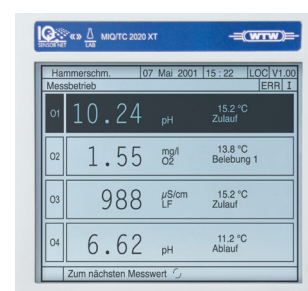 IQ SENSOR NET LAB MIQ/TC 2020 XT WTW
Hammerschm. 07 Mai 2001 15:22 LOC V1.00
Messbetrieb ERR I
01 10.24 pH 15.2 °C Zulauf
02 1.55 mg/l O2 13.8 °C Belebung 1
03 988 µS/cm LF 15.2 °C Zulauf
04 6.62 pH 11.2 °C Ablauf
Zum nächsten Messwert